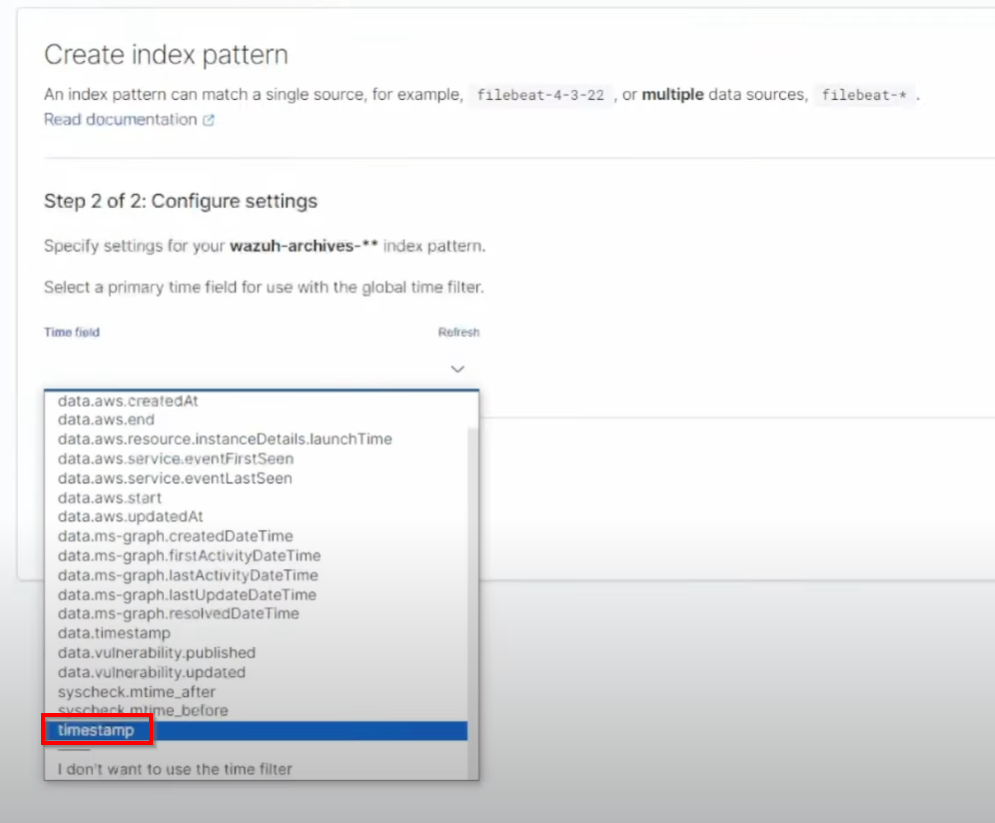 Create index pattern
An index pattern can match a single source, for example, filebeat-4-3-22 , or multiple data sources, filebeat-* .
Read documentation
Step 2 of 2: Configure settings
Specify settings for your wazuh-archives-** index pattern.
Select a primary time field for use with the global time filter.
Time field Refresh
data.aws.createdAt
data.aws.end
data.aws.resource.instanceDetails.launchTime
data.aws.service.eventFirstSeen
data.aws.service.eventLastSeen
data.aws.start
data.aws.updatedAt
data.ms-graph.createdDateTime
data.ms-graph.firstActivityDateTime
data.ms-graph.lastActivityDateTime
data.ms-graph.lastUpdateDateTime
data.ms-graph.resolvedDateTime
data.timestamp
data.vulnerability.published
data.vulnerability.updated
syscheck.mtime_after
syscheck.mtime_before
timestamp
I don't want to use the time filter